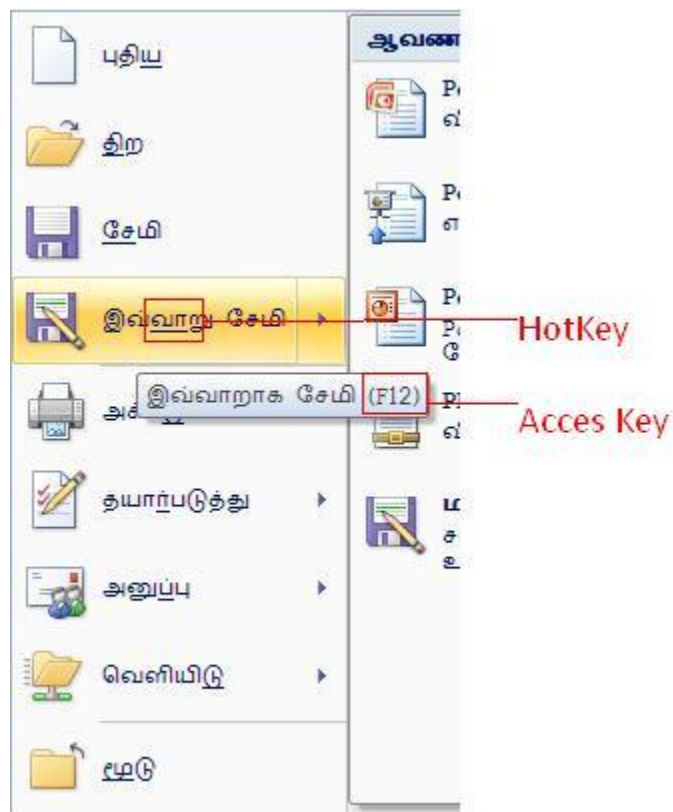 புதிய
திற
சேமி
இவ்வாறு சேமி
இவ்வாறாக சேமி (F12)
தயார்படுத்து
அனுப்பு
வெளியிடு
மூடு
HotKey
Acces Key